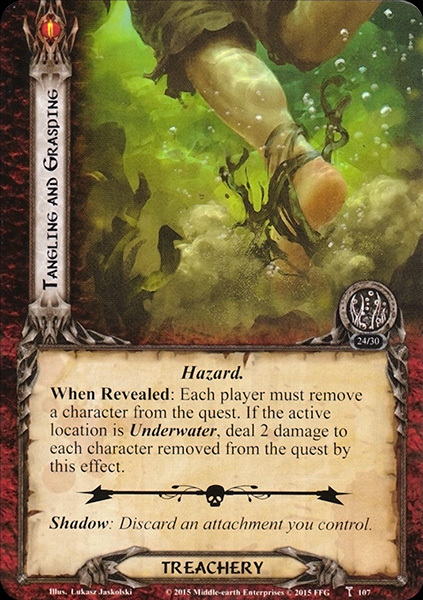 TANGLING AND GRASPING
24/30
Hazard.
When Revealed: Each player must remove
a character from the quest. If the active
location is Underwater, deal 2 damage to
each character removed from the quest by
this effect.
Shadow: Discard an attachment you control.
TREACHERY
Illus. Lukasz Jaskolski © 2015 Middle-earth Enterprises © 2015 FFG 107